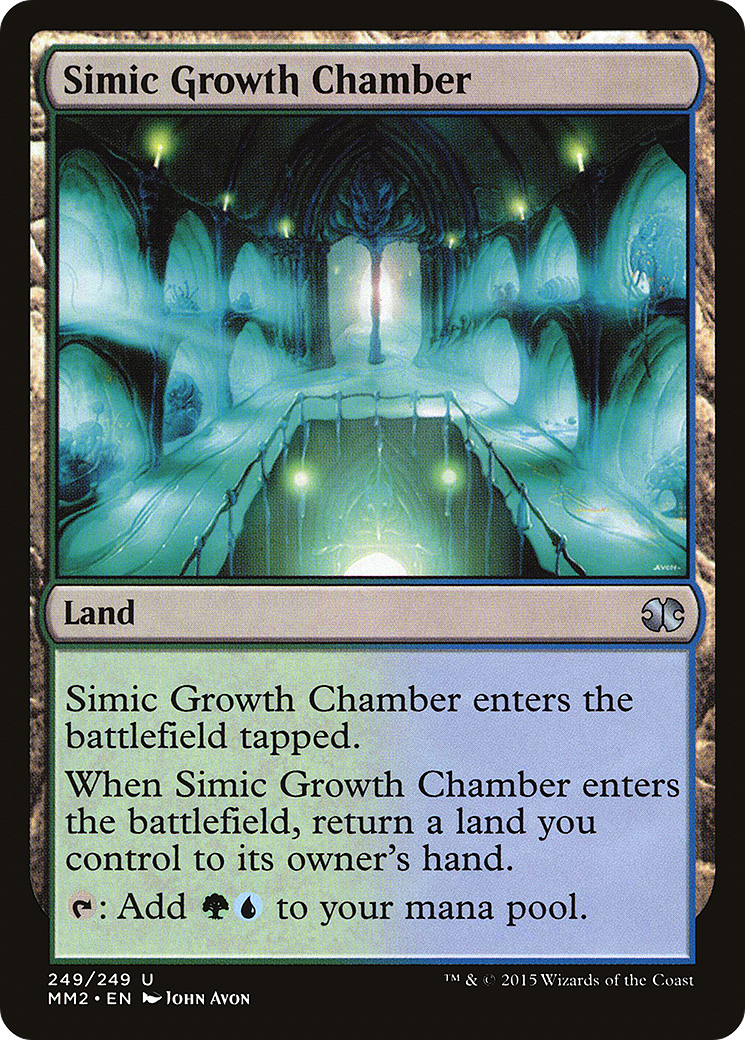 Simic Growth Chamber
AVON
Land
Simic Growth Chamber enters the
battlefield tapped.
When Simic Growth Chamber enters
the battlefield, return a land you
control to its owner's hand.
: Add to your mana pool.
249/249 U
™ & © 2015 Wizards of the Coast
MM2 • EN John Avon